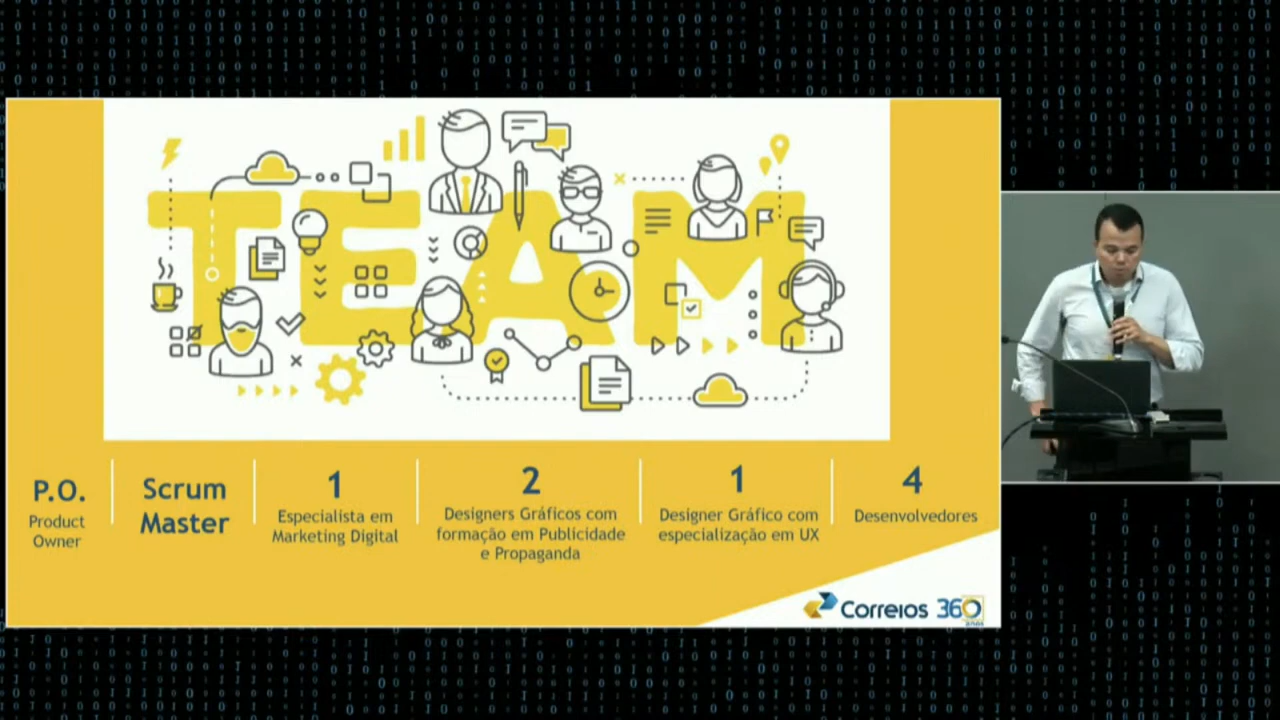 TEAM
P.O.
Product
Owner
Scrum
Master
1
Especialista em
Marketing Digital
2
Designers Gráficos com
formação em Publicidade
e Propaganda
1
Designer Gráfico com
especialização em UX
4
Desenvolvedores
Correios 360
anos